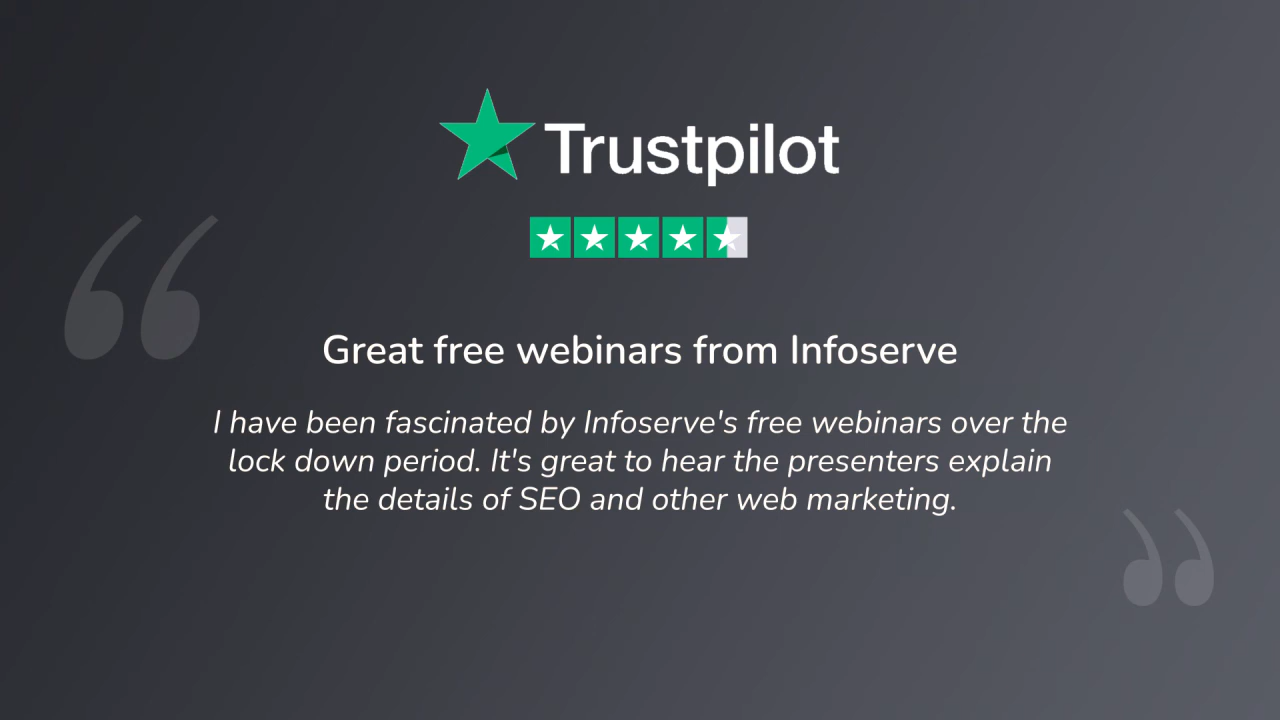 Trustpilot
Great free webinars from Infoserve
I have been fascinated by Infoserve's free webinars over the
lock down period. It's great to hear the presenters explain
the details of SEO and other web marketing.